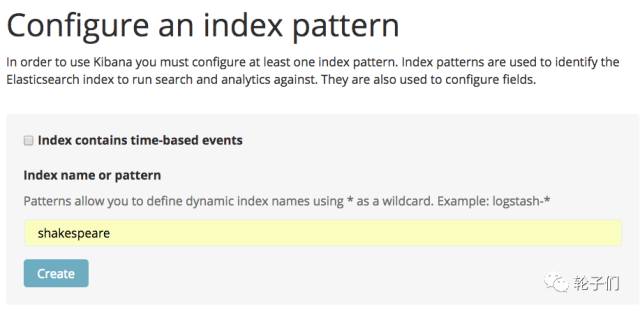 Configure an index pattern
In order to use Kibana you must configure at least one index pattern. Index patterns are used to identify the
Elasticsearch index to run search and analytics against. They are also used to configure fields.
Index contains time-based events
Index name or pattern
Patterns allow you to define dynamic index names using * as a wildcard. Example: logstash-*
shakespeare
Create
轮子们